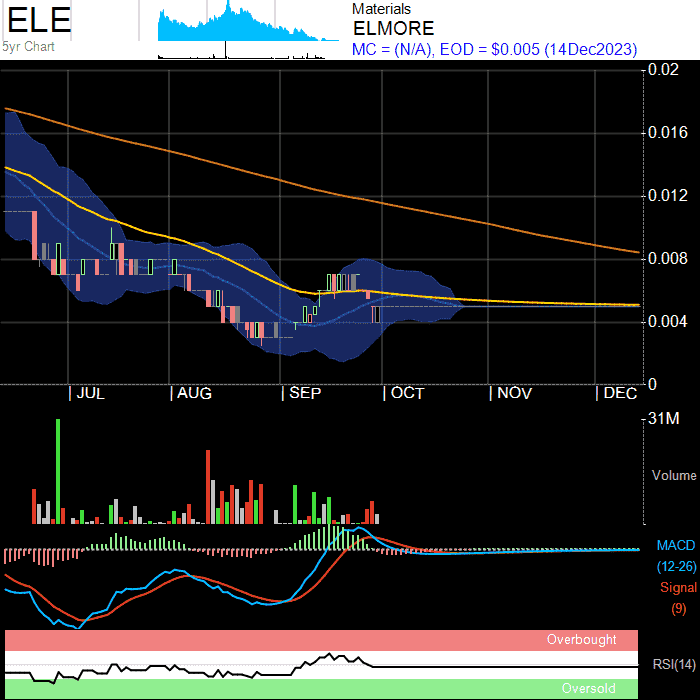 ELE
5yr Chart
Materials
ELMORE
MC = (N/A), EOD = $0.005 (14Dec2023)
0.02
0.016
0.012
0.008
0.004
0
JUL AUG SEP OCT NOV DEC
31M
Volume
MACD
(12-26)
Signal
(9)
Overbought
RSI(14)
Oversold